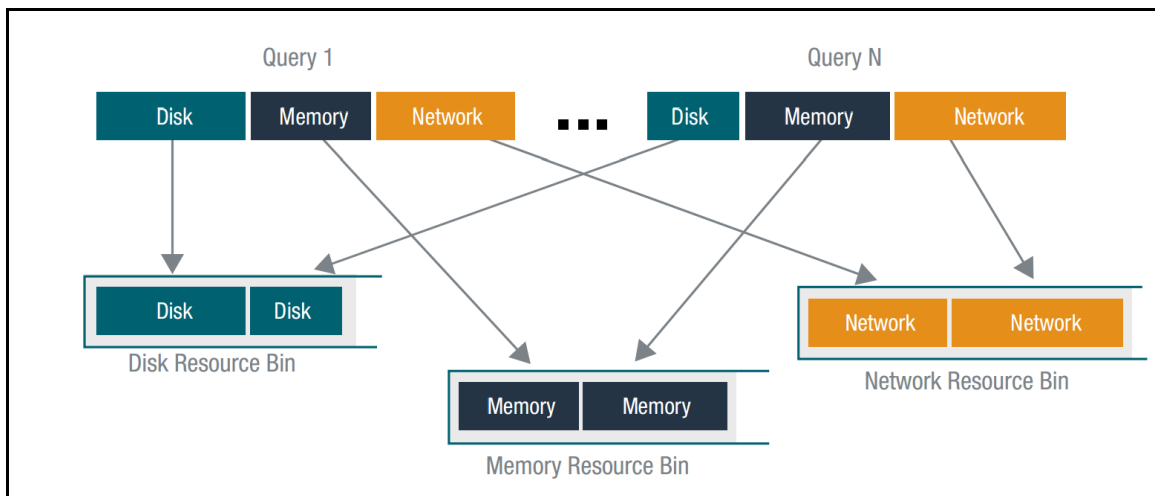 Query 1
Query N
Disk Memory Network ... Disk Memory Network
Disk Disk
Disk Resource Bin
Network Network
Network Resource Bin
Memory Memory
Memory Resource Bin